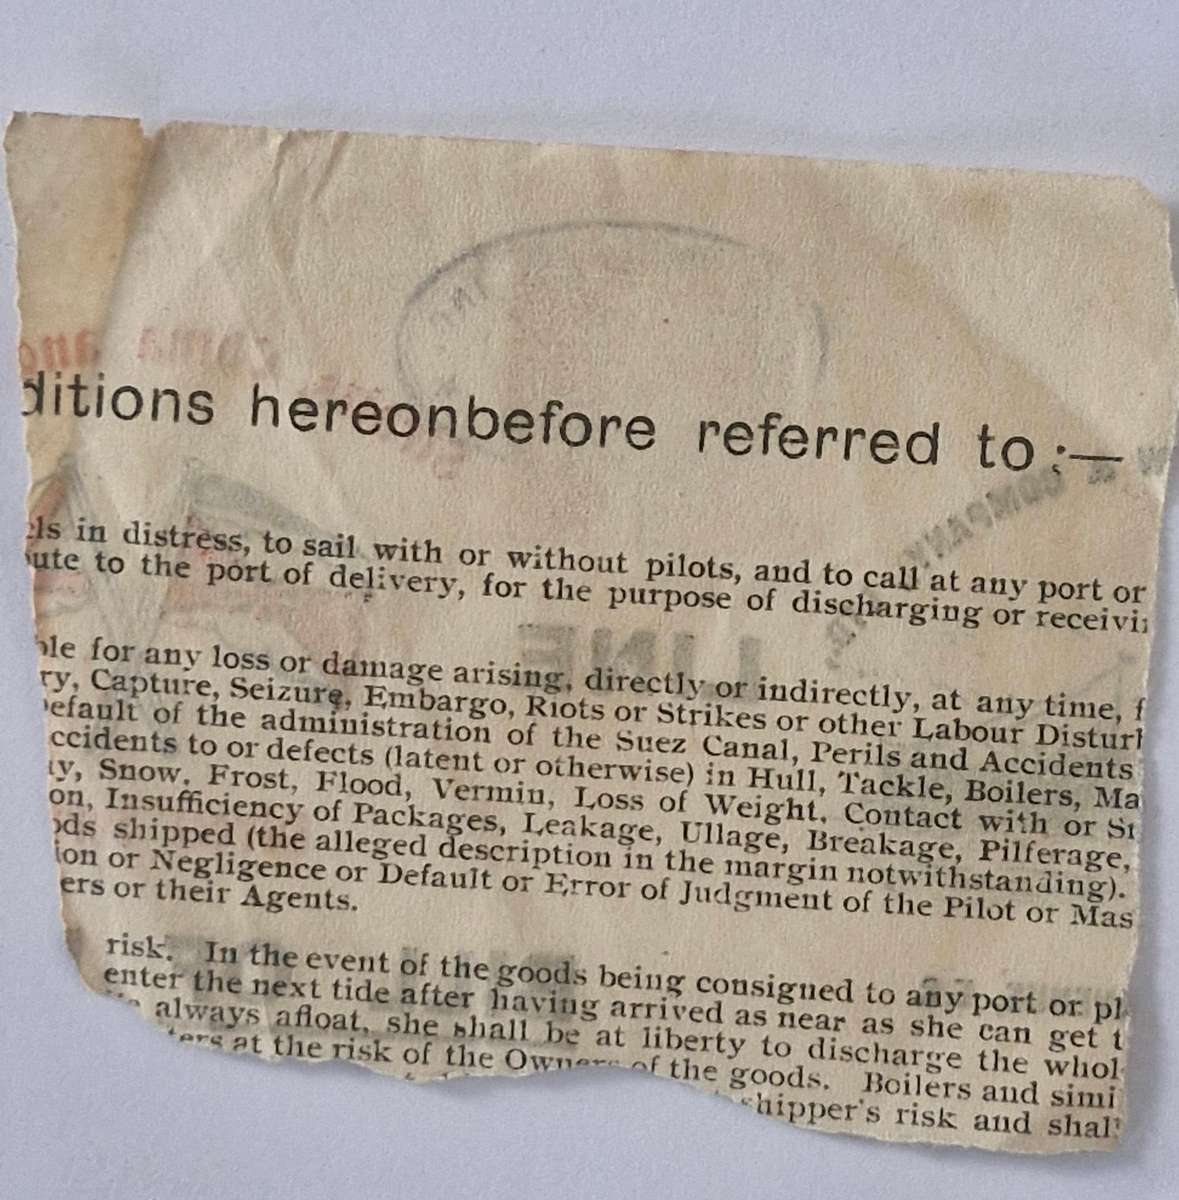 ditions hereonbefore referred to :—
els in distress, to sail with or without pilots, and to call at any port or
ute to the port of delivery, for the purpose of discharging or receivi
ble for any loss or damage arising, directly or indirectly, at any time, f
ry, Capture, Seizure, Embargo, Riots or Strikes or other Labour Disturb
efault of the administration of the Suez Canal, Perils and Accidents
ccidents to or defects (latent or otherwise) in Hull, Tackle, Boilers, Ma
y, Snow, Frost, Flood, Vermin, Loss of Weight, Contact with or
on, Insufficiency of Packages, Leakage, Ullage, Breakage, Pilferage,
ods shipped (the alleged description in the margin notwithstanding).
ion or Negligence or Default or Error of Judgment of the Pilot or Mas
ers or their Agents.
risk. In the event of the goods being consigned to any port or pl
enter the next tide after having arrived as near as she can get t
always afloat, she shall be at liberty to discharge the whol
ers at the risk of the Owners of the goods. Boilers and simi
shipper's risk and shal
COMPANY
LINE